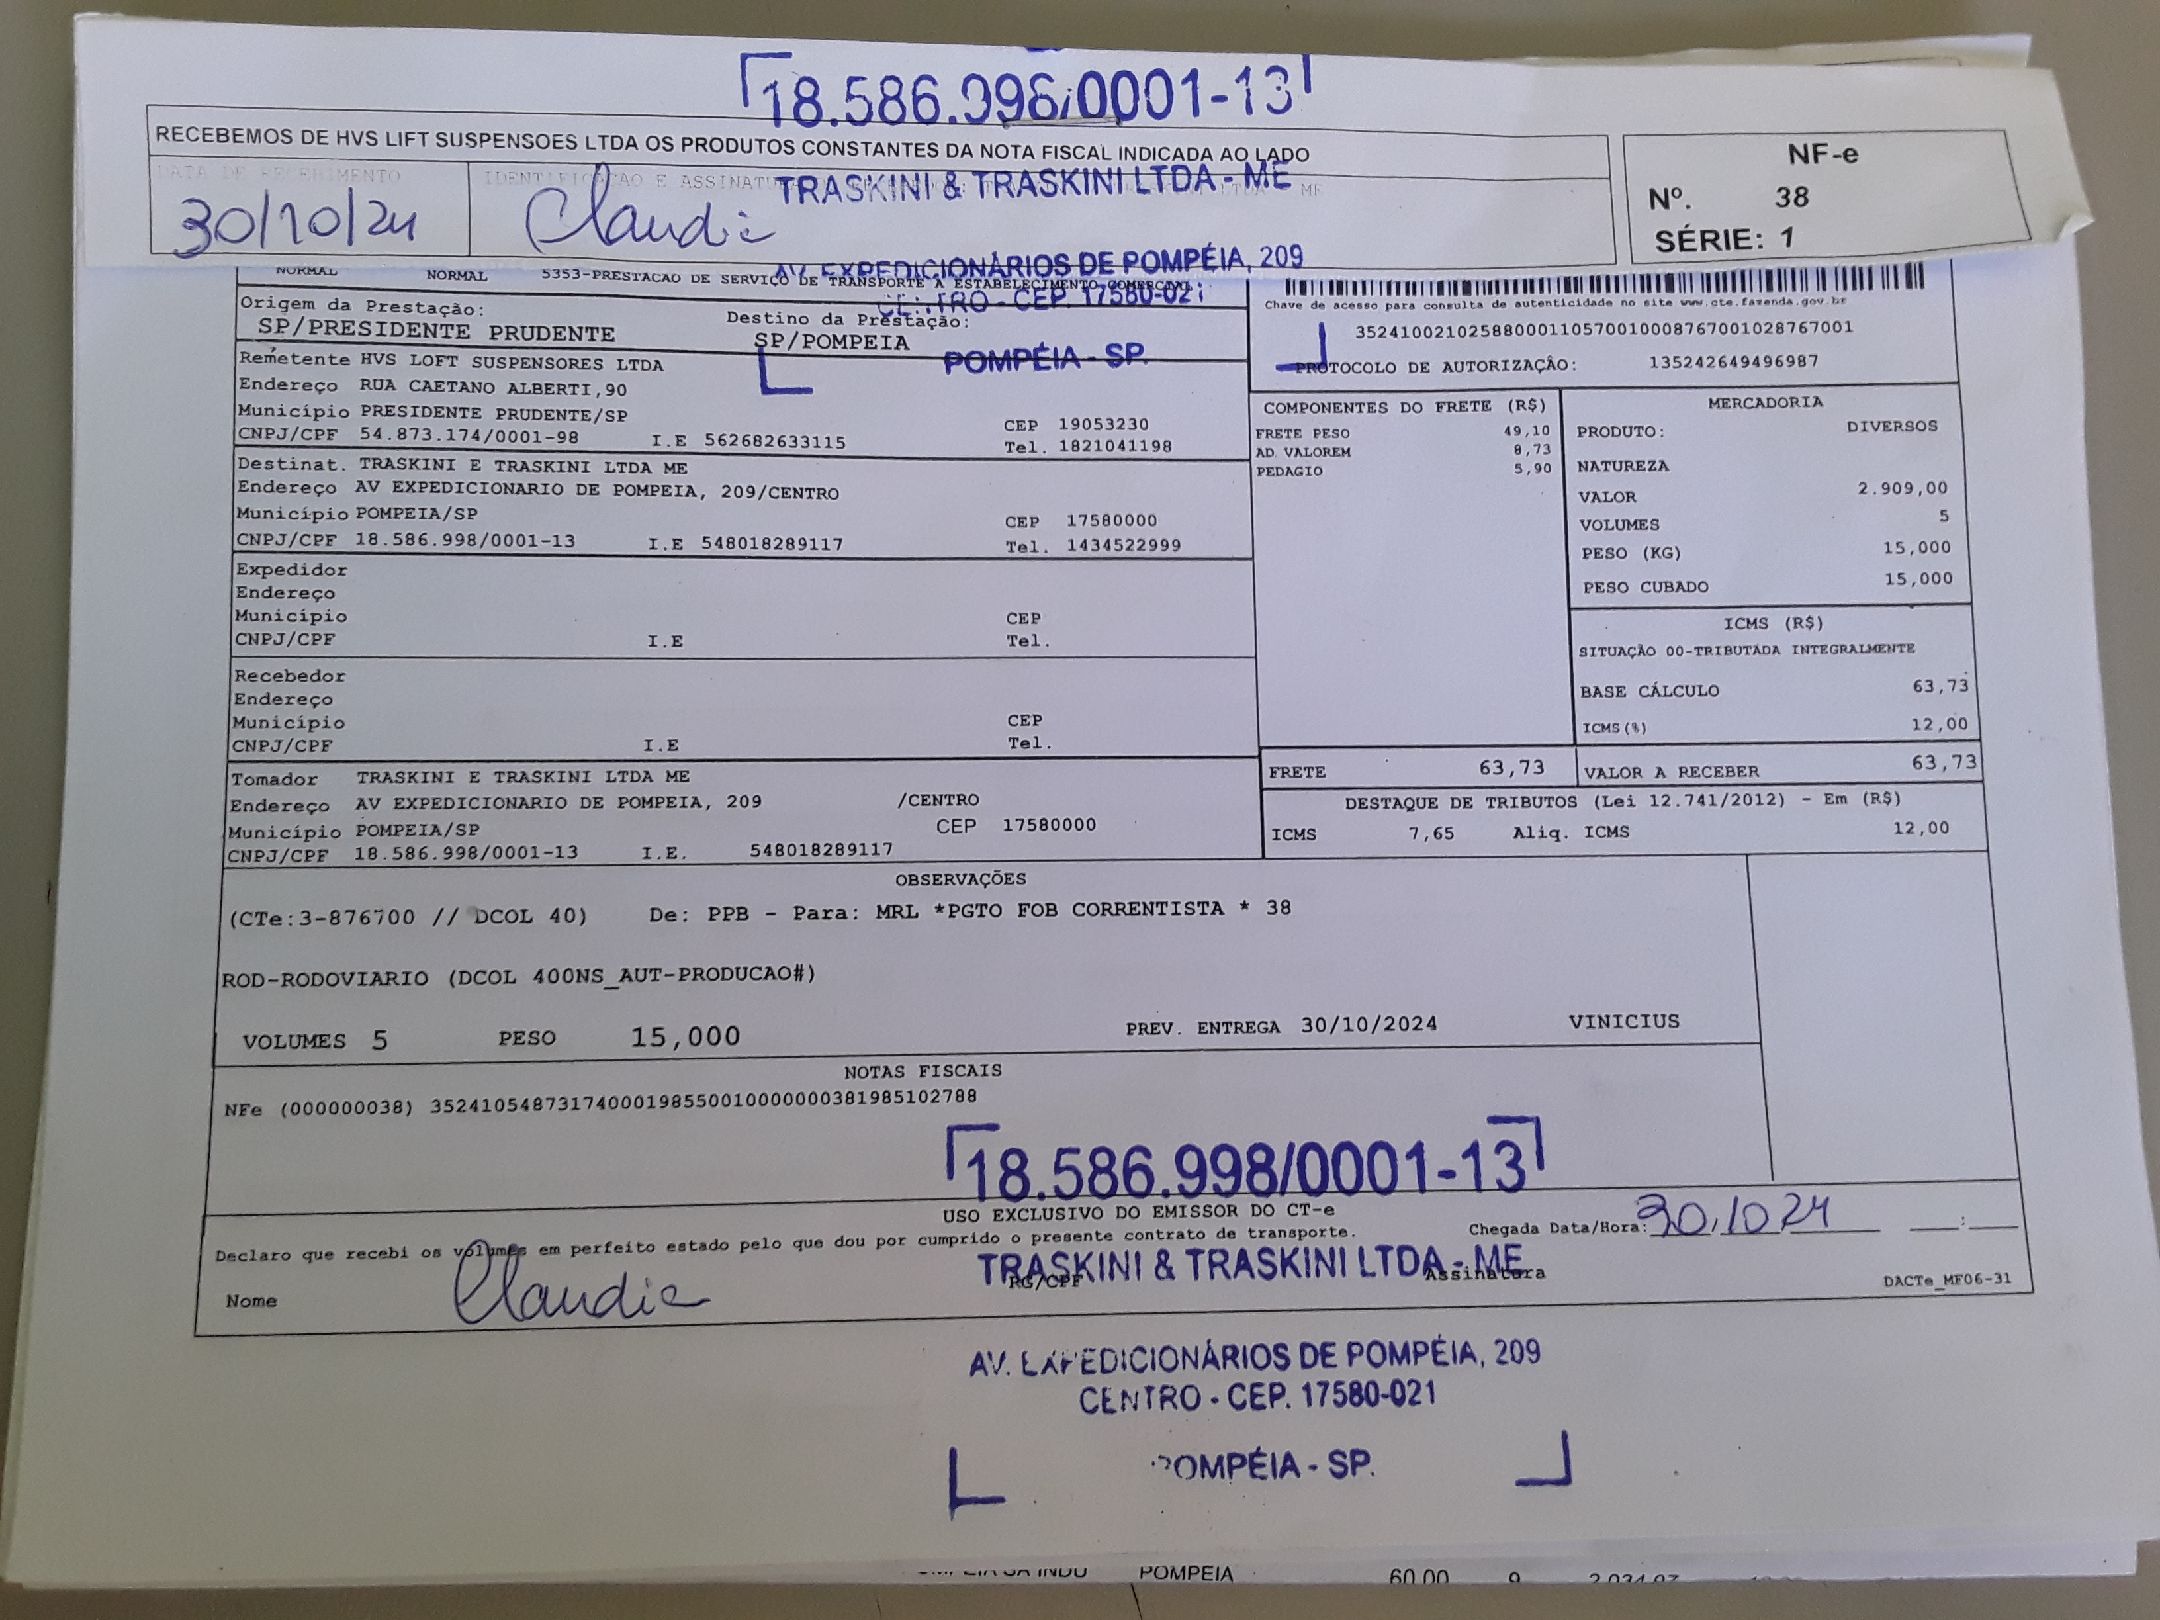 18.586.998/0001-13
RECEBEMOS DE HVS LIFT SUSPENSOES LTDA OS PRODUTOS CONSTANTES DA NOTA FISCAL INDICADA AO LADO
DATA DE RECEBIMENTO
30/10/24
IDENTIFICAÇAO E ASSINATU
Claudia
TRASKINI & TRASKINI LTDA - ME
NF-e
Nº. 38
SÉRIE: 1
AV. EXPEDICIONÁRIOS DE POMPÉIA, 209
CENTRO - CEP. 17580-021
POMPÉIA - SP.
NORMAL NORMAL 5353-PRESTACAO DE SERVIÇO DE TRANSPORTE A ESTABELECIMENTO COMERCIAL
Origem da Prestação:
SP/PRESIDENTE PRUDENTE
Destino da Prestação:
SP/POMPEIA
Chave de acesso para consulta de autenticidade no site www.cte.fazenda.gov.br
35241002102588000110570010008767001028767001
PROTOCOLO DE AUTORIZAÇÃO: 135242649496987
Remetente HVS LOFT SUSPENSORES LTDA
Endereço RUA CAETANO ALBERTI,90
Município PRESIDENTE PRUDENTE/SP CEP 19053230
CNPJ/CPF 54.873.174/0001-98 I.E 562682633115 Tel. 1821041198
Destinat. TRASKINI E TRASKINI LTDA ME
Endereço AV EXPEDICIONARIO DE POMPEIA, 209/CENTRO
Município POMPEIA/SP CEP 17580000
CNPJ/CPF 18.586.998/0001-13 I.E 548018289117 Tel. 1434522999
Expedidor
Endereço
Município CEP
CNPJ/CPF I.E Tel.
Recebedor
Endereço
Município CEP
CNPJ/CPF I.E Tel.
Tomador TRASKINI E TRASKINI LTDA ME
Endereço AV EXPEDICIONARIO DE POMPEIA, 209 /CENTRO
Município POMPEIA/SP CEP 17580000
CNPJ/CPF 18.586.998/0001-13 I.E. 548018289117
COMPONENTES DO FRETE (R$)
FRETE PESO 49,10
AD. VALOREM 8,73
PEDAGIO 5,90
MERCADORIA
PRODUTO: DIVERSOS
NATUREZA
VALOR 2.909,00
VOLUMES 5
PESO (KG) 15,000
PESO CUBADO 15,000
ICMS (R$)
SITUAÇÃO 00-TRIBUTADA INTEGRALMENTE
BASE CÁLCULO 63,73
ICMS(%) 12,00
FRETE 63,73 VALOR A RECEBER 63,73
DESTAQUE DE TRIBUTOS (Lei 12.741/2012) - Em (R$)
ICMS 7,65 Aliq. ICMS 12,00
OBSERVAÇÕES
(CTe:3-876700 // DCOL 40) De: PPB - Para: MRL *PGTO FOB CORRENTISTA * 38
ROD-RODOVIARIO (DCOL 400NS_AUT-PRODUCAO#)
VOLUMES 5 PESO 15,000 PREV. ENTREGA 30/10/2024 VINICIUS
NOTAS FISCAIS
NFe (000000038) 35241054873174000198550010000000381985102788
18.586.998/0001-13
USO EXCLUSIVO DO EMISSOR DO CT-e
Declaro que recebi os volumes em perfeito estado pelo que dou por cumprido o presente contrato de transporte.
Chegada Data/Hora: 30/10/24 __:__
TRASKINI & TRASKINI LTDA - ME
Nome Claudia RG/CPF Assinatura DACTe_MF06-31
AV. EXPEDICIONÁRIOS DE POMPÉIA, 209
CENTRO - CEP. 17580-021
POMPÉIA - SP.
POMPEIA 60,00